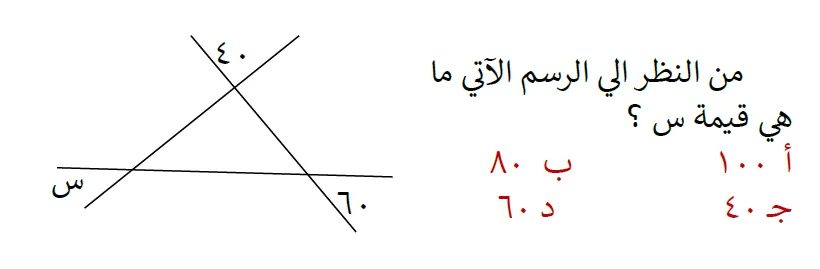 من النظر الي الرسم الآتي ما
هي قيمة س ؟
أ ١٠٠ ب ٨٠
جـ ٤٠ د ٦٠
٤٠
س
٦٠